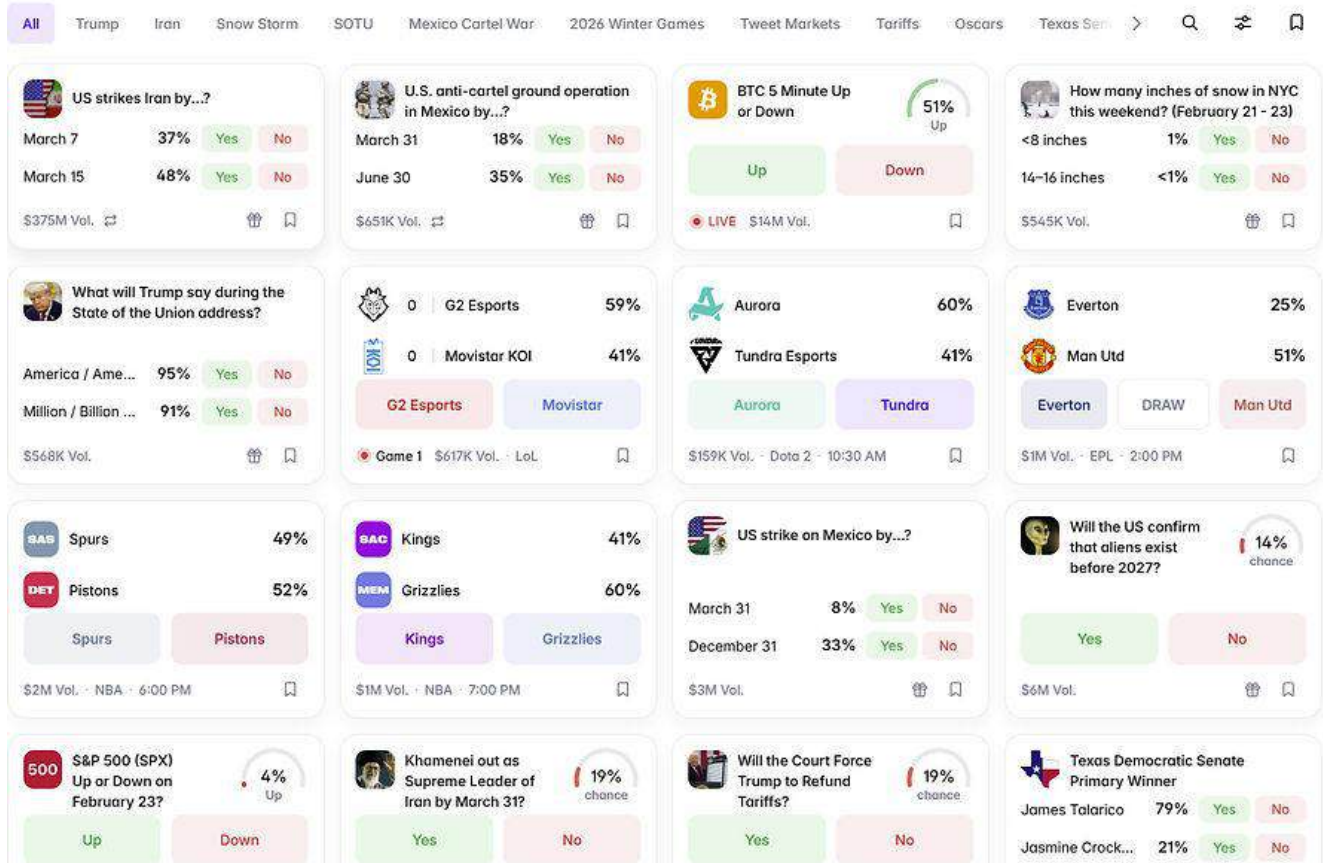 All Trump Iran Snow Storm SOTU Mexico Cartel War 2026 Winter Games Tweet Markets Tariffs Oscars Texas Sen
US strikes Iran by...?
March 7 37% Yes No
March 15 48% Yes No
$375M Vol.
U.S. anti-cartel ground operation
in Mexico by...?
March 31 18% Yes No
June 30 35% Yes No
$651K Vol.
BTC 5 Minute Up
or Down
51%
Up
Up Down
LIVE $14M Vol.
How many inches of snow in NYC
this weekend? (February 21 - 23)
<8 inches 1% Yes No
14–16 inches <1% Yes No
$545K Vol.
What will Trump say during the
State of the Union address?
America / Ame... 95% Yes No
Million / Billion ... 91% Yes No
$568K Vol.
0 G2 Esports 59%
KOI 0 Movistar KOI 41%
G2 Esports Movistar
Game 1 $617K Vol. · LoL
Aurora 60%
Tundra Esports 41%
Aurora Tundra
$159K Vol. · Dota 2 · 10:30 AM
Everton 25%
Man Utd 51%
Everton DRAW Man Utd
$1M Vol. · EPL · 2:00 PM
SAS Spurs 49%
DET Pistons 52%
Spurs Pistons
$2M Vol. · NBA · 6:00 PM
SAC Kings 41%
MEM Grizzlies 60%
Kings Grizzlies
$1M Vol. · NBA · 7:00 PM
US strike on Mexico by...?
March 31 8% Yes No
December 31 33% Yes No
$3M Vol.
Will the US confirm
that aliens exist
before 2027?
14%
chance
Yes No
$6M Vol.
500
S&P 500 (SPX)
Up or Down on
February 23?
4%
Up
Up Down
Khamenei out as
Supreme Leader of
Iran by March 31?
19%
chance
Yes No
Will the Court Force
Trump to Refund
Tariffs?
19%
chance
Yes No
Texas Democratic Senate
Primary Winner
James Talarico 79% Yes No
Jasmine Crock... 21% Yes No